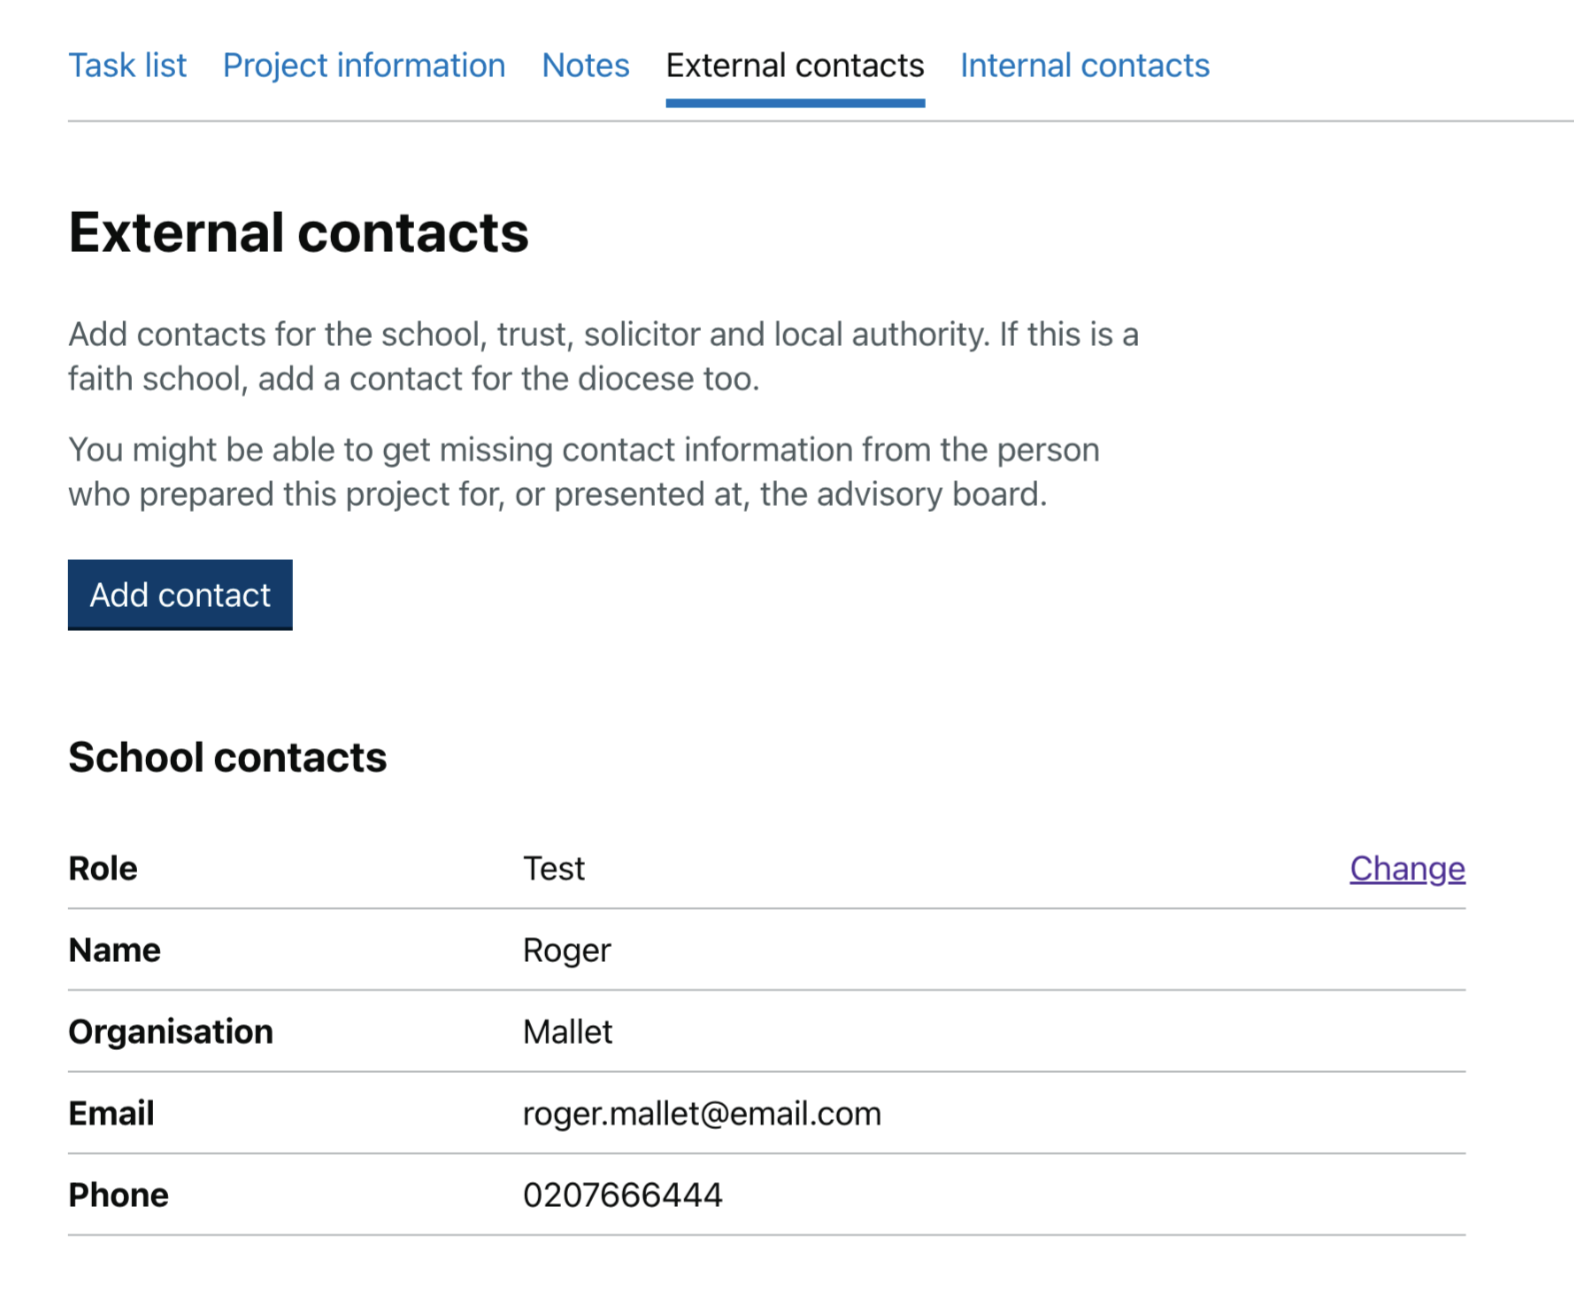 Task list Project information Notes External contacts Internal contacts
External contacts
Add contacts for the school, trust, solicitor and local authority. If this is a
faith school, add a contact for the diocese too.
You might be able to get missing contact information from the person
who prepared this project for, or presented at, the advisory board.
Add contact
School contacts
Role Test Change
Name Roger
Organisation Mallet
Email roger.mallet@email.com
Phone 0207666444